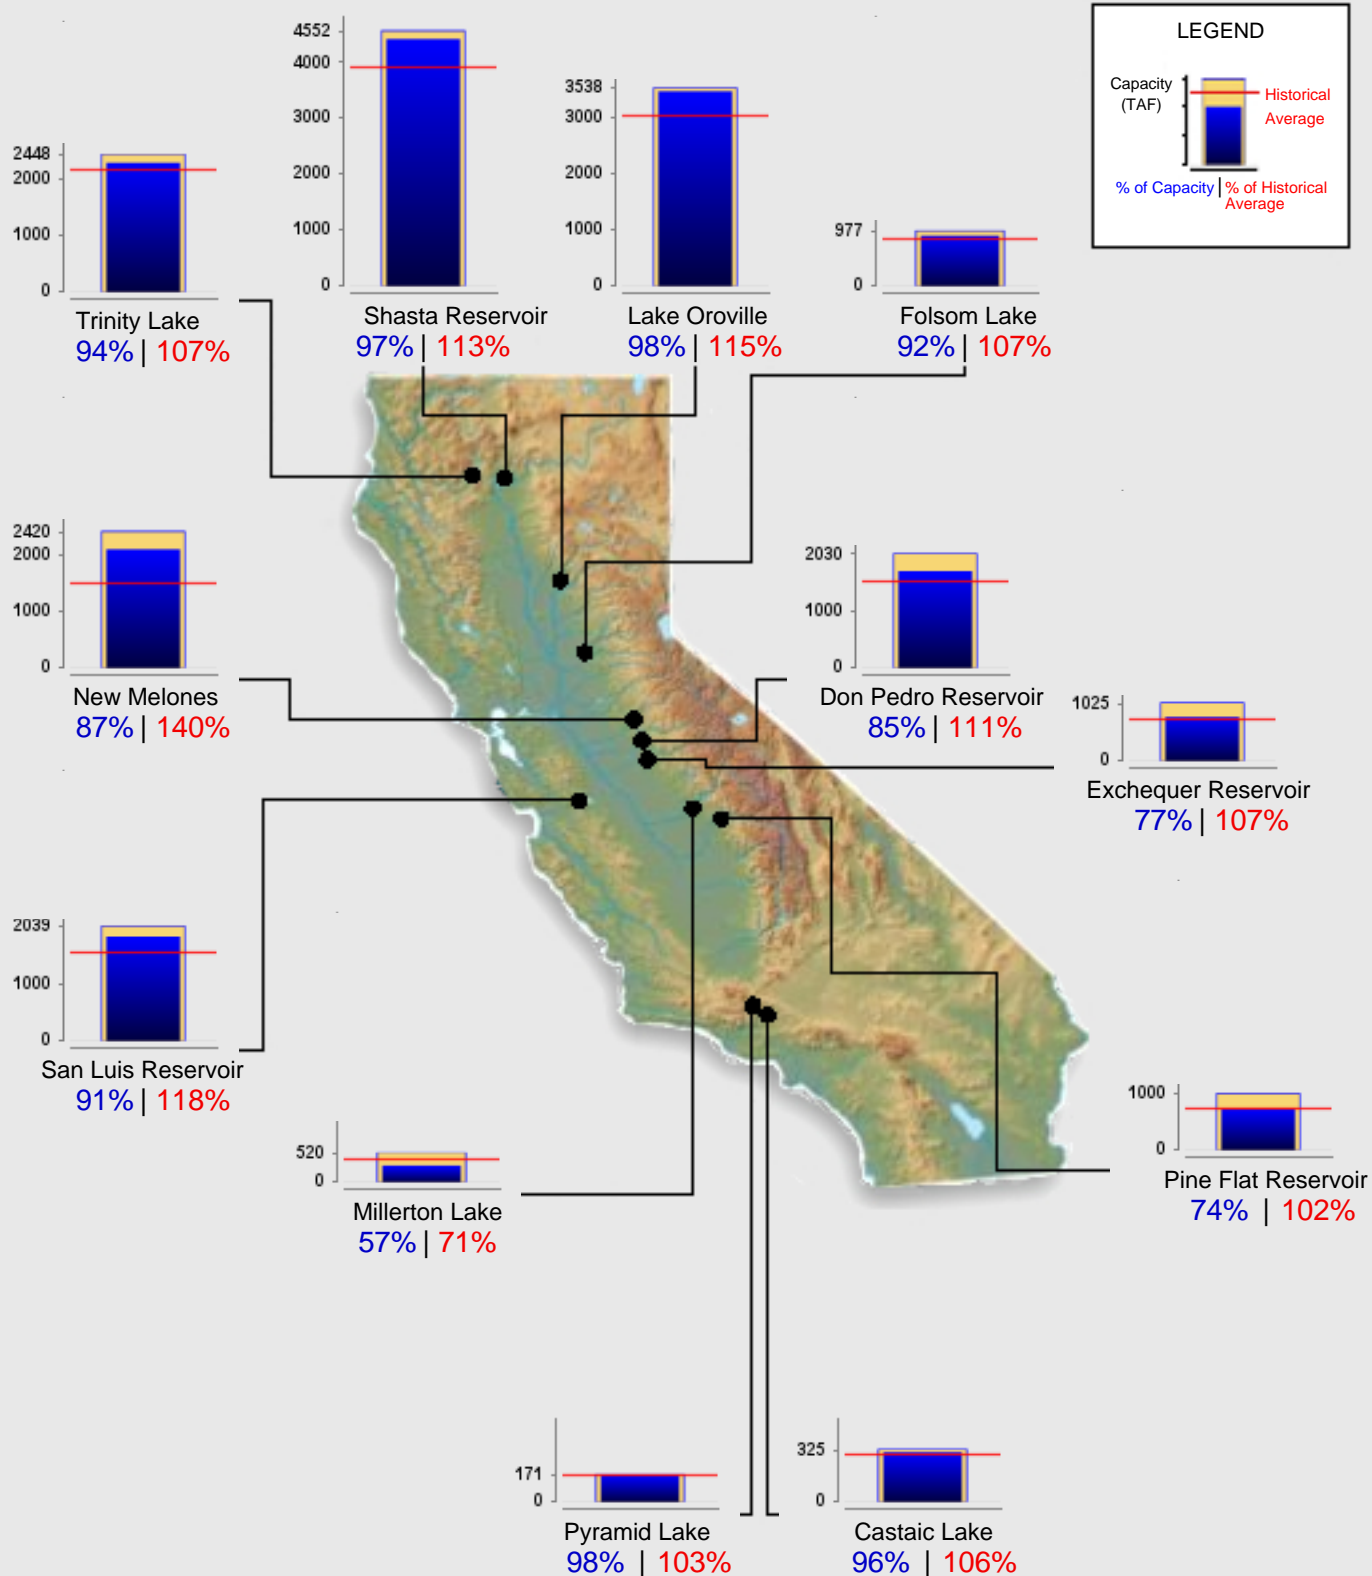 4552
4000
3000
2000
1000
0
Shasta Reservoir
97% | 113%
3538
3000
2000
1000
0
Lake Oroville
98% | 115%
LEGEND
Capacity
(TAF)
Historical
Average
% of Capacity | % of Historical
Average
2448
2000
1000
0
Trinity Lake
94% | 107%
977
0
Folsom Lake
92% | 107%
2420
2000
1000
0
New Melones
87% | 140%
2030
1000
0
Don Pedro Reservoir
85% | 111%
1025
0
Exchequer Reservoir
77% | 107%
2039
1000
0
San Luis Reservoir
91% | 118%
520
0
Millerton Lake
57% | 71%
1000
0
Pine Flat Reservoir
74% | 102%
171
0
Pyramid Lake
98% | 103%
325
0
Castaic Lake
96% | 106%